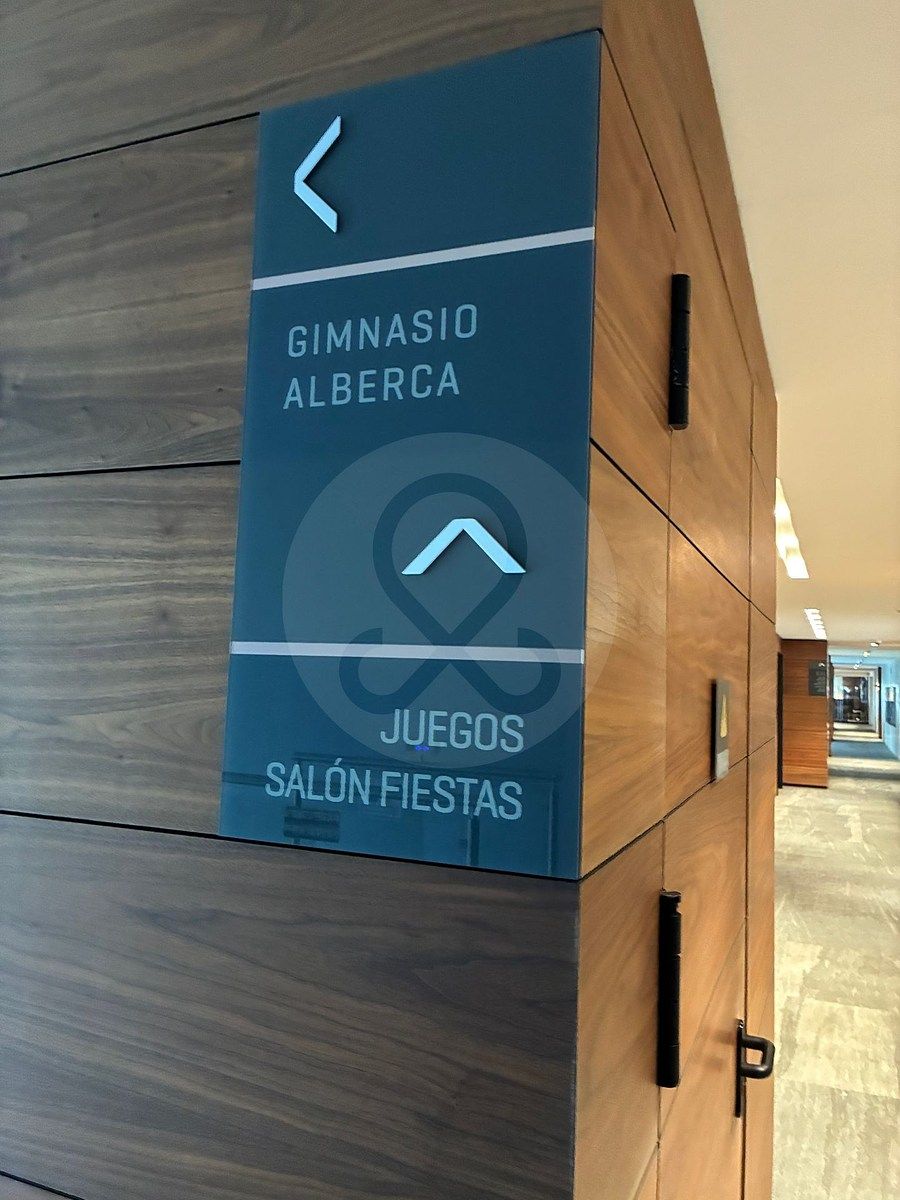 GIMNASIO
ALBERCA
JUEGOS
SALÓN FIESTAS